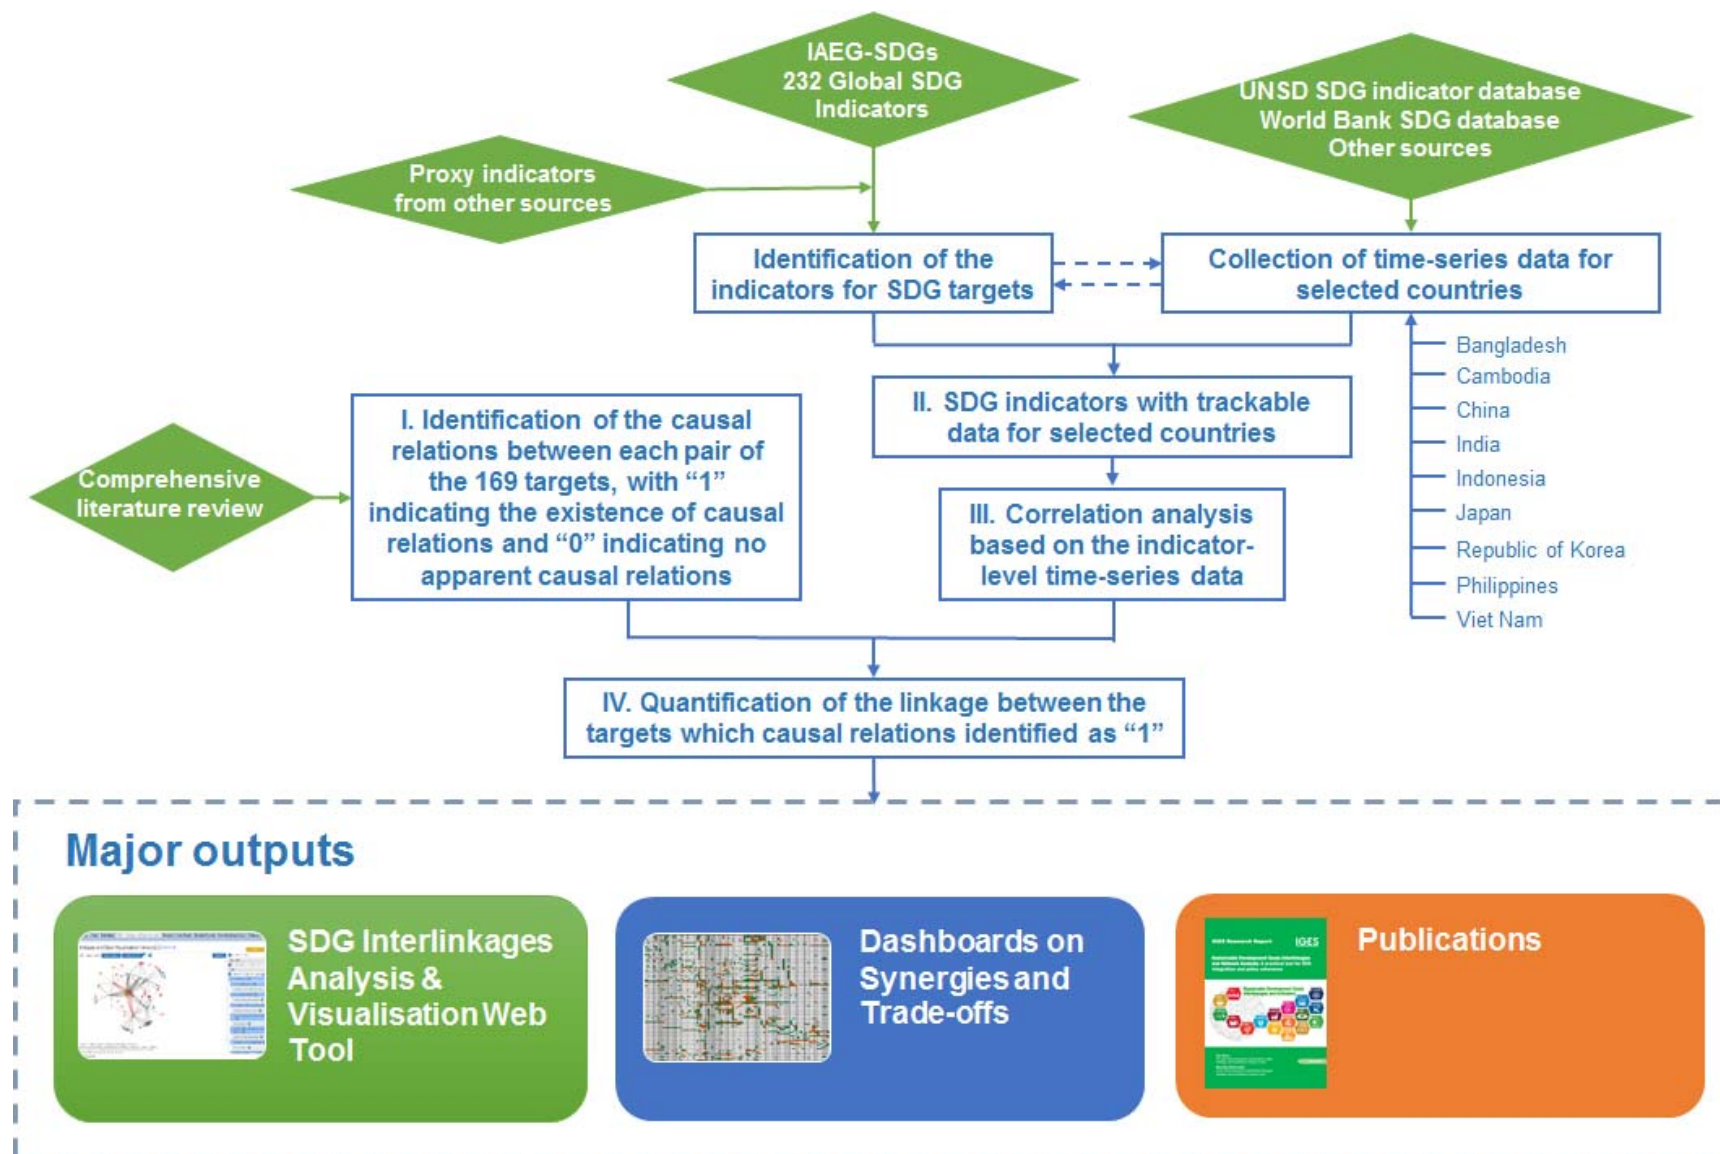 IAEG-SDGs
232 Global SDG
Indicators
UNSD SDG indicator database
World Bank SDG database
Other sources
Proxy indicators
from other sources
Identification of the
indicators for SDG targets
Collection of time-series data for
selected countries
Bangladesh
Cambodia
China
India
Indonesia
Japan
Republic of Korea
Philippines
Viet Nam
Comprehensive
literature review
I. Identification of the causal
relations between each pair of
the 169 targets, with “1”
indicating the existence of causal
relations and “0” indicating no
apparent causal relations
II. SDG indicators with trackable
data for selected countries
III. Correlation analysis
based on the indicator-
level time-series data
IV. Quantification of the linkage between the
targets which causal relations identified as “1”
Major outputs
SDG Interlinkages
Analysis &
Visualisation Web
Tool
Dashboards on
Synergies and
Trade-offs
IGES Research Report
IGES
Publications